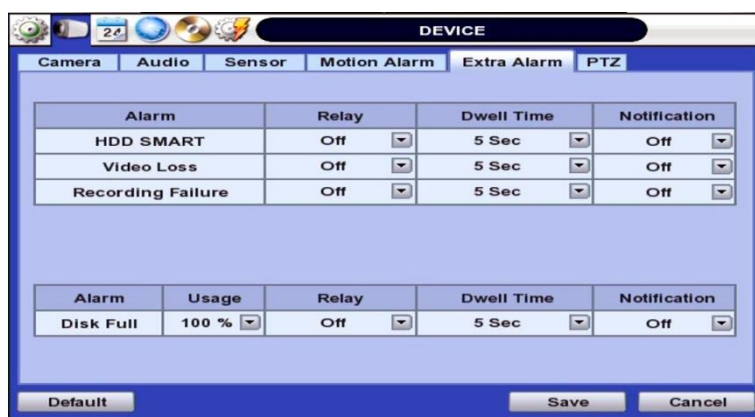 24 DEVICE
Camera Audio Sensor Motion Alarm Extra Alarm PTZ
Alarm Relay Dwell Time Notification
HDD SMART Off 5 Sec Off
Video Loss Off 5 Sec Off
Recording Failure Off 5 Sec Off
Alarm Usage Relay Dwell Time Notification
Disk Full 100 % Off 5 Sec Off
Default Save Cancel